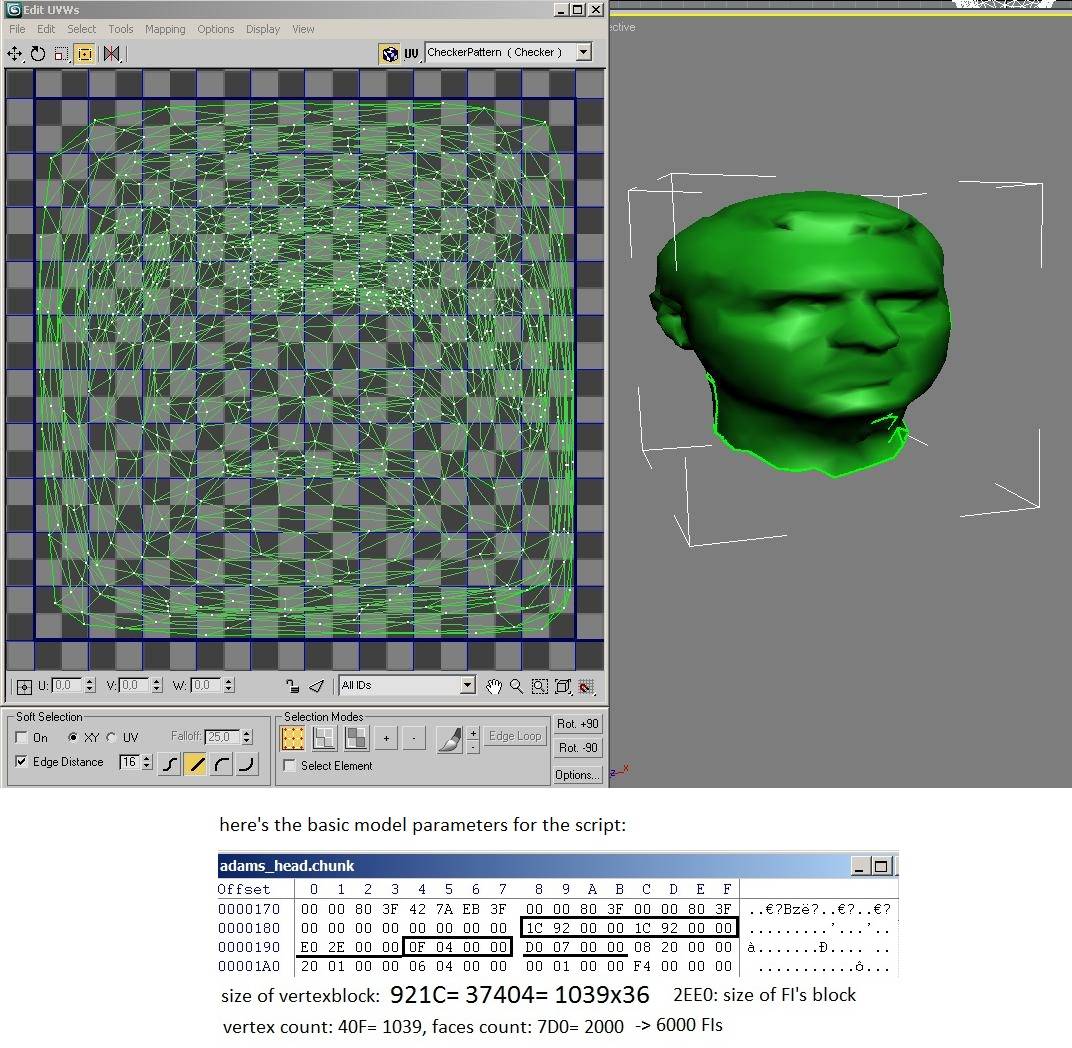 Edit UVWs
File Edit Select Tools Mapping Options Display View
UV CheckerPattern ( Checker )
ective
U: 0,0 V: 0,0 W: 0,0 All IDs
Soft Selection
On XY UV Falloff: 25,0
Edge Distance 16
Selection Modes
+ - + - Edge Loop
Select Element
Rot. +90
Rot. -90
Options...
z x
here's the basic model parameters for the script:
adams_head.chunk
Offset 0 1 2 3 4 5 6 7 8 9 A B C D E F
0000170 00 00 80 3F 42 7A EB 3F 00 00 80 3F 00 00 80 3F ..€?Bzë?..€?..€?
0000180 00 00 00 00 00 00 00 00 1C 92 00 00 1C 92 00 00 .........’...’..
0000190 E0 2E 00 00 0F 04 00 00 D0 07 00 00 08 20 00 00 à.......Ð.... ..
00001A0 20 01 00 00 06 04 00 00 00 01 00 00 F4 00 00 00 ...........ô...
size of vertexblock: 921C= 37404= 1039x36 2EE0: size of FI's block
vertex count: 40F= 1039, faces count: 7D0= 2000 -> 6000 FIs